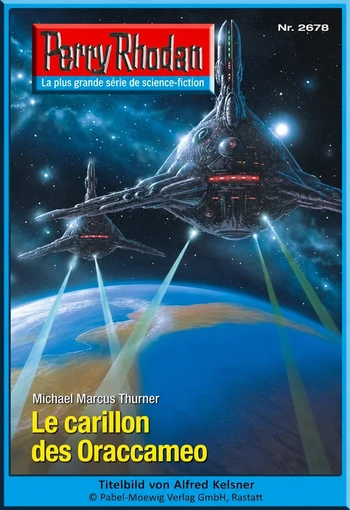 Perry Rhodan
Nr. 2678
La plus grande série de science-fiction
Michael Marcus Thurner
Le carillon
des Oraccameo
Titelbild von Alfred Kelsner
© Pabel-Moewig Verlag GmbH, Rastatt